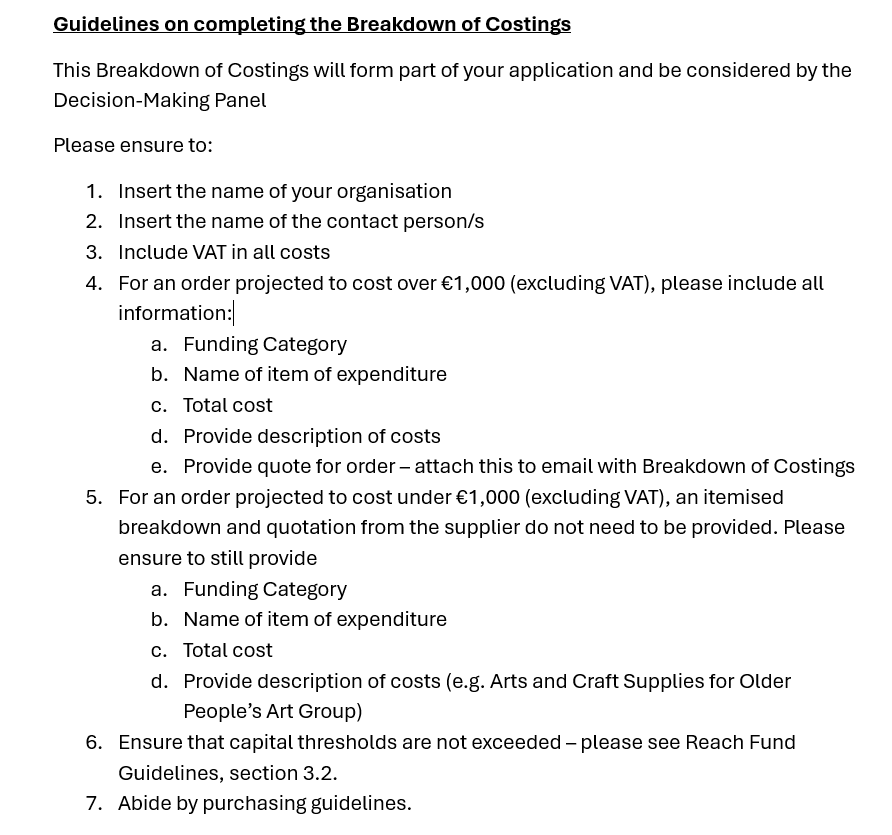 Guidelines on completing the Breakdown of Costings
This Breakdown of Costings will form part of your application and be considered by the
Decision-Making Panel
Please ensure to:
1. Insert the name of your organisation
2. Insert the name of the contact person/s
3. Include VAT in all costs
4. For an order projected to cost over €1,000 (excluding VAT), please include all
information:
a. Funding Category
b. Name of item of expenditure
c. Total cost
d. Provide description of costs
e. Provide quote for order – attach this to email with Breakdown of Costings
5. For an order projected to cost under €1,000 (excluding VAT), an itemised
breakdown and quotation from the supplier do not need to be provided. Please
ensure to still provide
a. Funding Category
b. Name of item of expenditure
c. Total cost
d. Provide description of costs (e.g. Arts and Craft Supplies for Older
People’s Art Group)
6. Ensure that capital thresholds are not exceeded – please see Reach Fund
Guidelines, section 3.2.
7. Abide by purchasing guidelines.